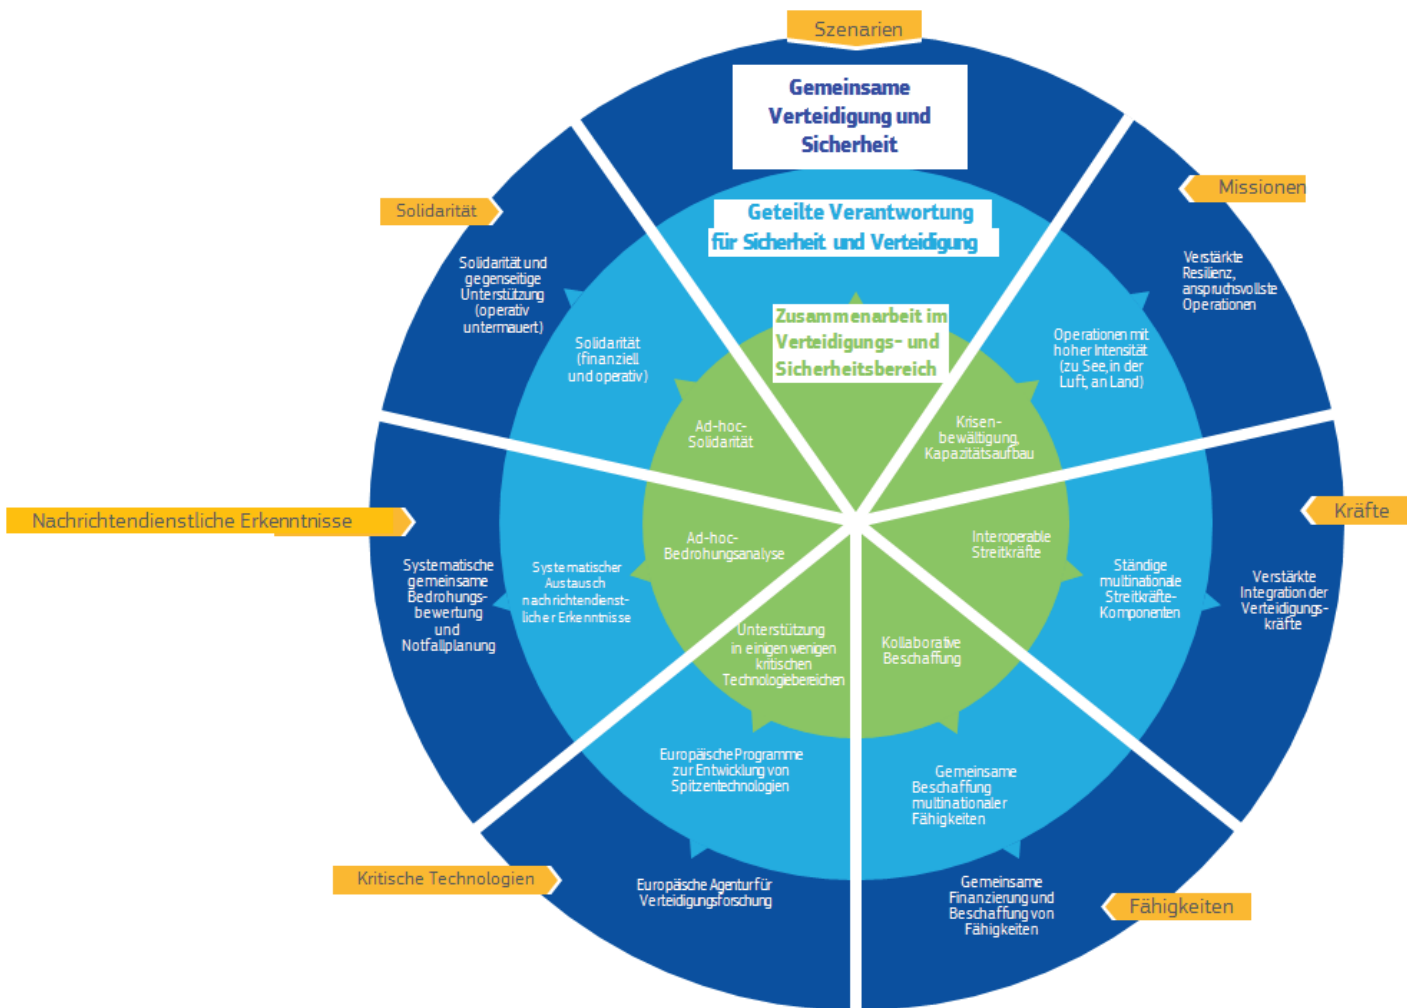 Szenarien
Gemeinsame
Verteidigung und
Sicherheit
Geteilte Verantwortung
für Sicherheit und Verteidigung
Zusammenarbeit im
Verteidigungs- und
Sicherheitsbereich
Missionen
Verstärkte
Resilienz,
anspruchsvollste
Operationen
Operationen mit
hoher Intensität
(zu See, in der
Luft, an Land)
Krisen-
bewältigung,
Kapazitätsaufbau
Kräfte
Interoperable
Streitkräfte
Ständige
multinationale
Streitkräfte-
Komponenten
Verstärkte
Integration der
Verteidigungs-
kräfte
Fähigkeiten
Kollaborative
Beschaffung
Gemeinsame
Beschaffung
multinationaler
Fähigkeiten
Gemeinsame
Finanzierung und
Beschaffung von
Fähigkeiten
Kritische Technologien
Unterstützung
in einigen wenigen
kritischen
Technologiebereichen
Europäische Programme
zur Entwicklung von
Spitzentechnologien
Europäische Agentur für
Verteidigungsforschung
Nachrichtendienstliche Erkenntnisse
Ad-hoc-
Bedrohungsanalyse
Systematischer
Austausch
nachrichtendienst-
licher Erkenntnisse
Systematische
gemeinsame
Bedrohungs-
bewertung
und
Notfallplanung
Solidarität
Solidarität und
gegenseitige
Unterstützung
(operativ
untermauert)
Solidarität
(finanziell
und operativ)
Ad-hoc-
Solidarität